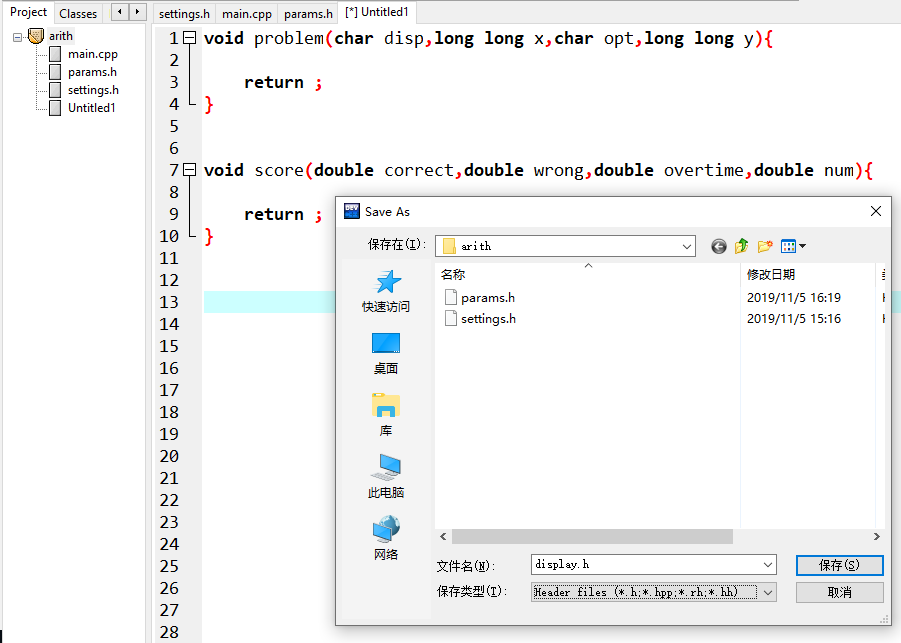 Project Classes
arith
main.cpp
params.h
settings.h
Untitled1
settings.h main.cpp params.h [*] Untitled1
1 void problem(char disp,long long x,char opt,long long y){
2
3 return ;
4 }
5
6
7 void score(double correct,double wrong,double overtime,double num){
8
9 return ;
10 }
11
12
13
14
15
16
17
18
19
20
21
22
23
24
25
26
27
28
Save As
保存在(I): arith
快速访问
桌面
库
此电脑
网络
名称 修改日期
params.h 2019/11/5 16:19
settings.h 2019/11/5 15:16
文件名(N): display.h 保存(S)
保存类型(T): Header files (*.h;*.hpp;*.rh;*.hh) 取消